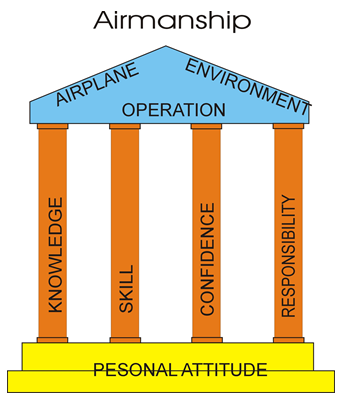 Airmanship
AIRPLANE
ENVIRONMENT
OPERATION
KNOWLEDGE
SKILL
CONFIDENCE
RESPONSIBILITY
PESONAL ATTITUDE